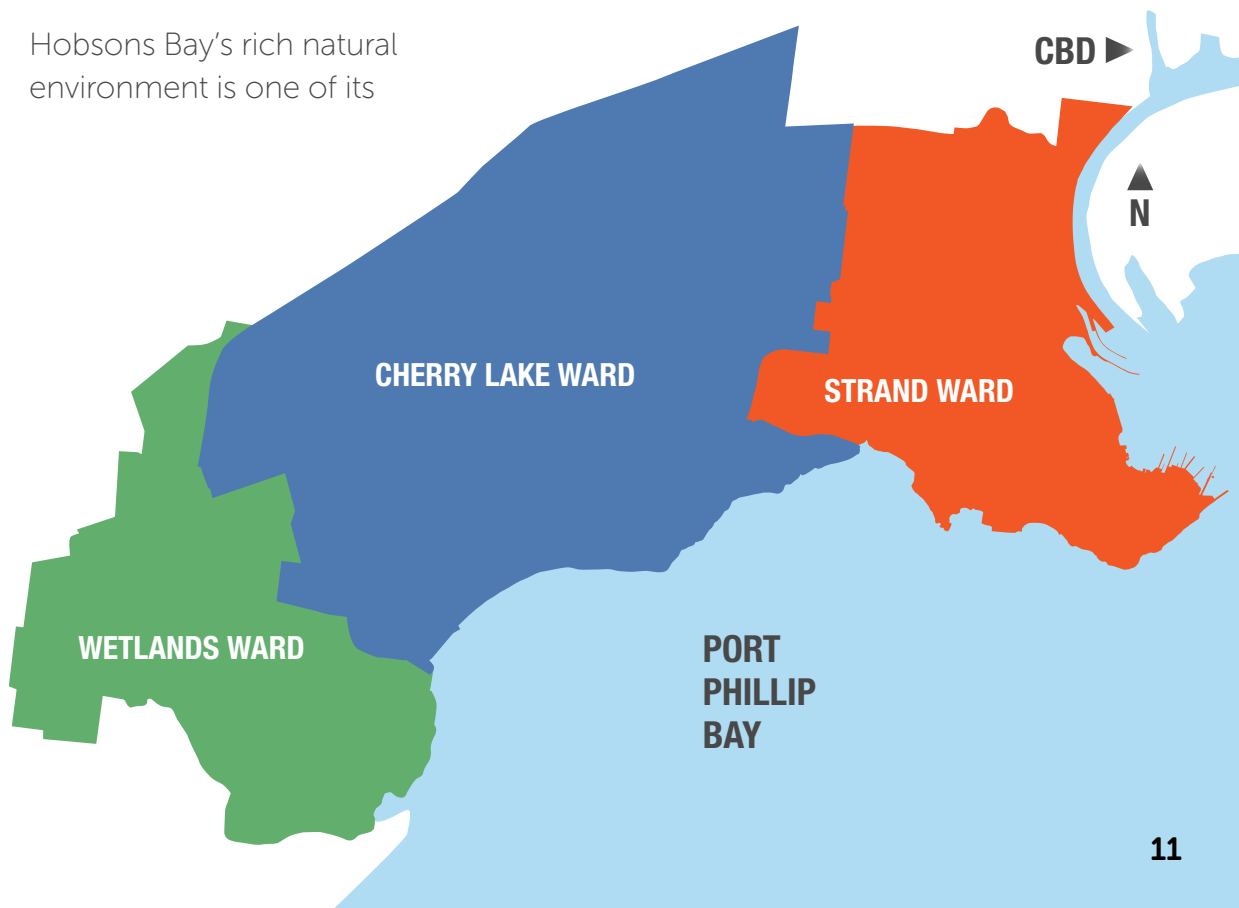 Hobsons Bay's rich natural
environment is one of its
CBD
N
CHERRY LAKE WARD
STRAND WARD
WETLANDS WARD
PORT
PHILLIP
BAY
11